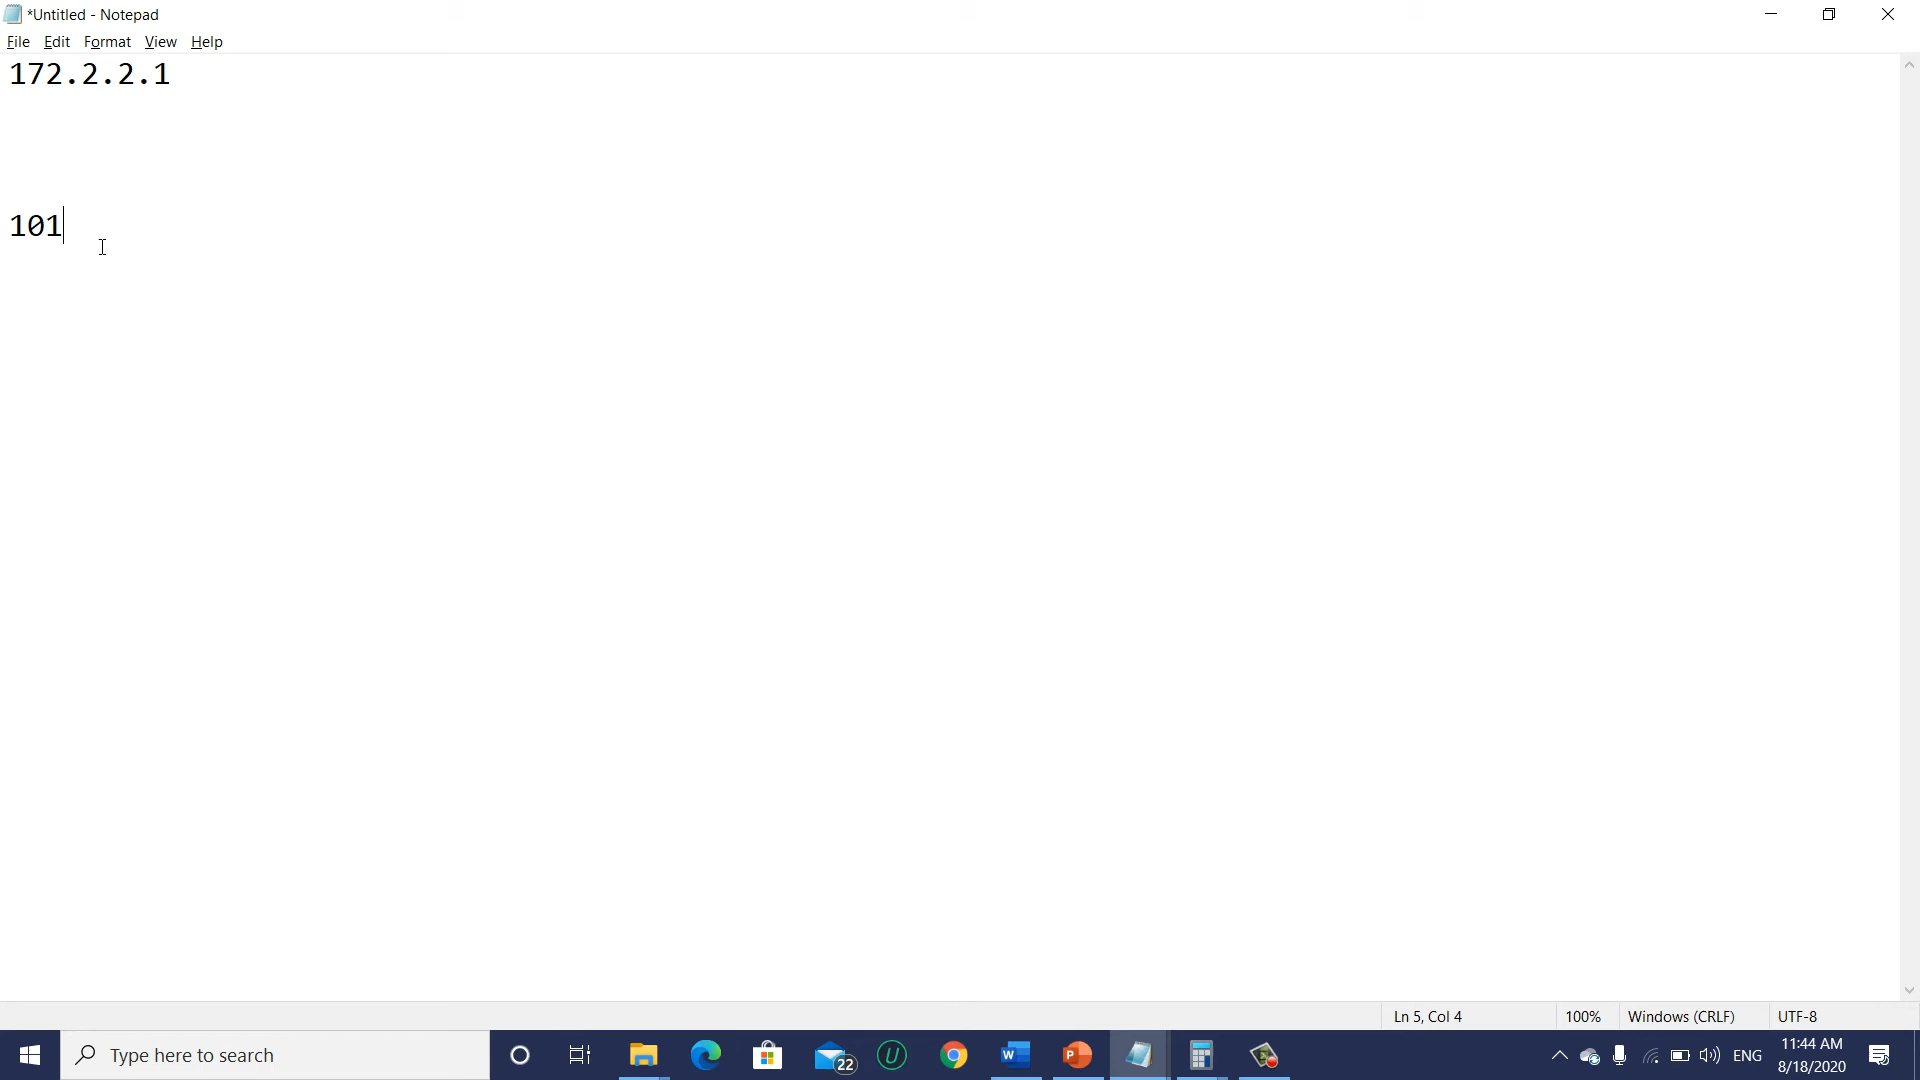 *Untitled - Notepad
File Edit Format View Help
172.2.2.1
101
Ln 5, Col 4 100% Windows (CRLF) UTF-8
Type here to search
22
U
W
P
ENG
11:44 AM
8/18/2020